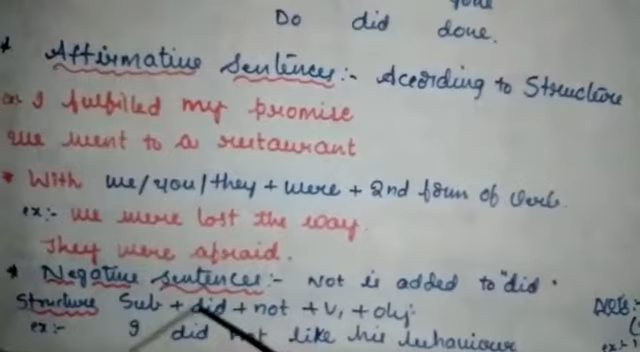 Do did done.
* Affirmative Sentences:- According to Structure
ex:- I fulfilled my promise
we went to a restaurant
* With we/you/they + were + 2nd form of verb.
ex:- we were lost the way.
They were afraid.
* Negative sentences:- Not is added to "did".
Structure Sub + did + not + V₁ + obj.
ex:- I did not like his behaviour